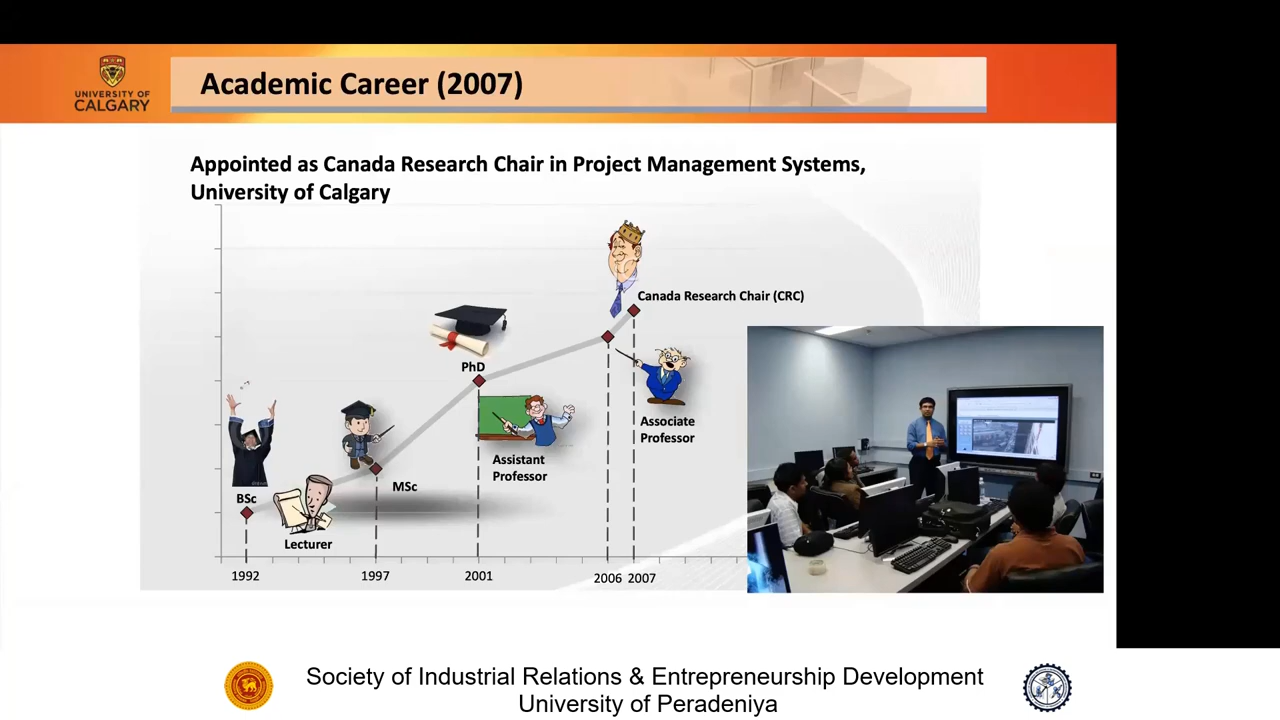 UNIVERSITY OF
CALGARY
Academic Career (2007)
Appointed as Canada Research Chair in Project Management Systems,
University of Calgary
Canada Research Chair (CRC)
PhD
Associate
Professor
Assistant
Professor
MSc
BSc
Lecturer
1992
1997
2001
2006
2007
Society of Industrial Relations & Entrepreneurship Development
University of Peradeniya